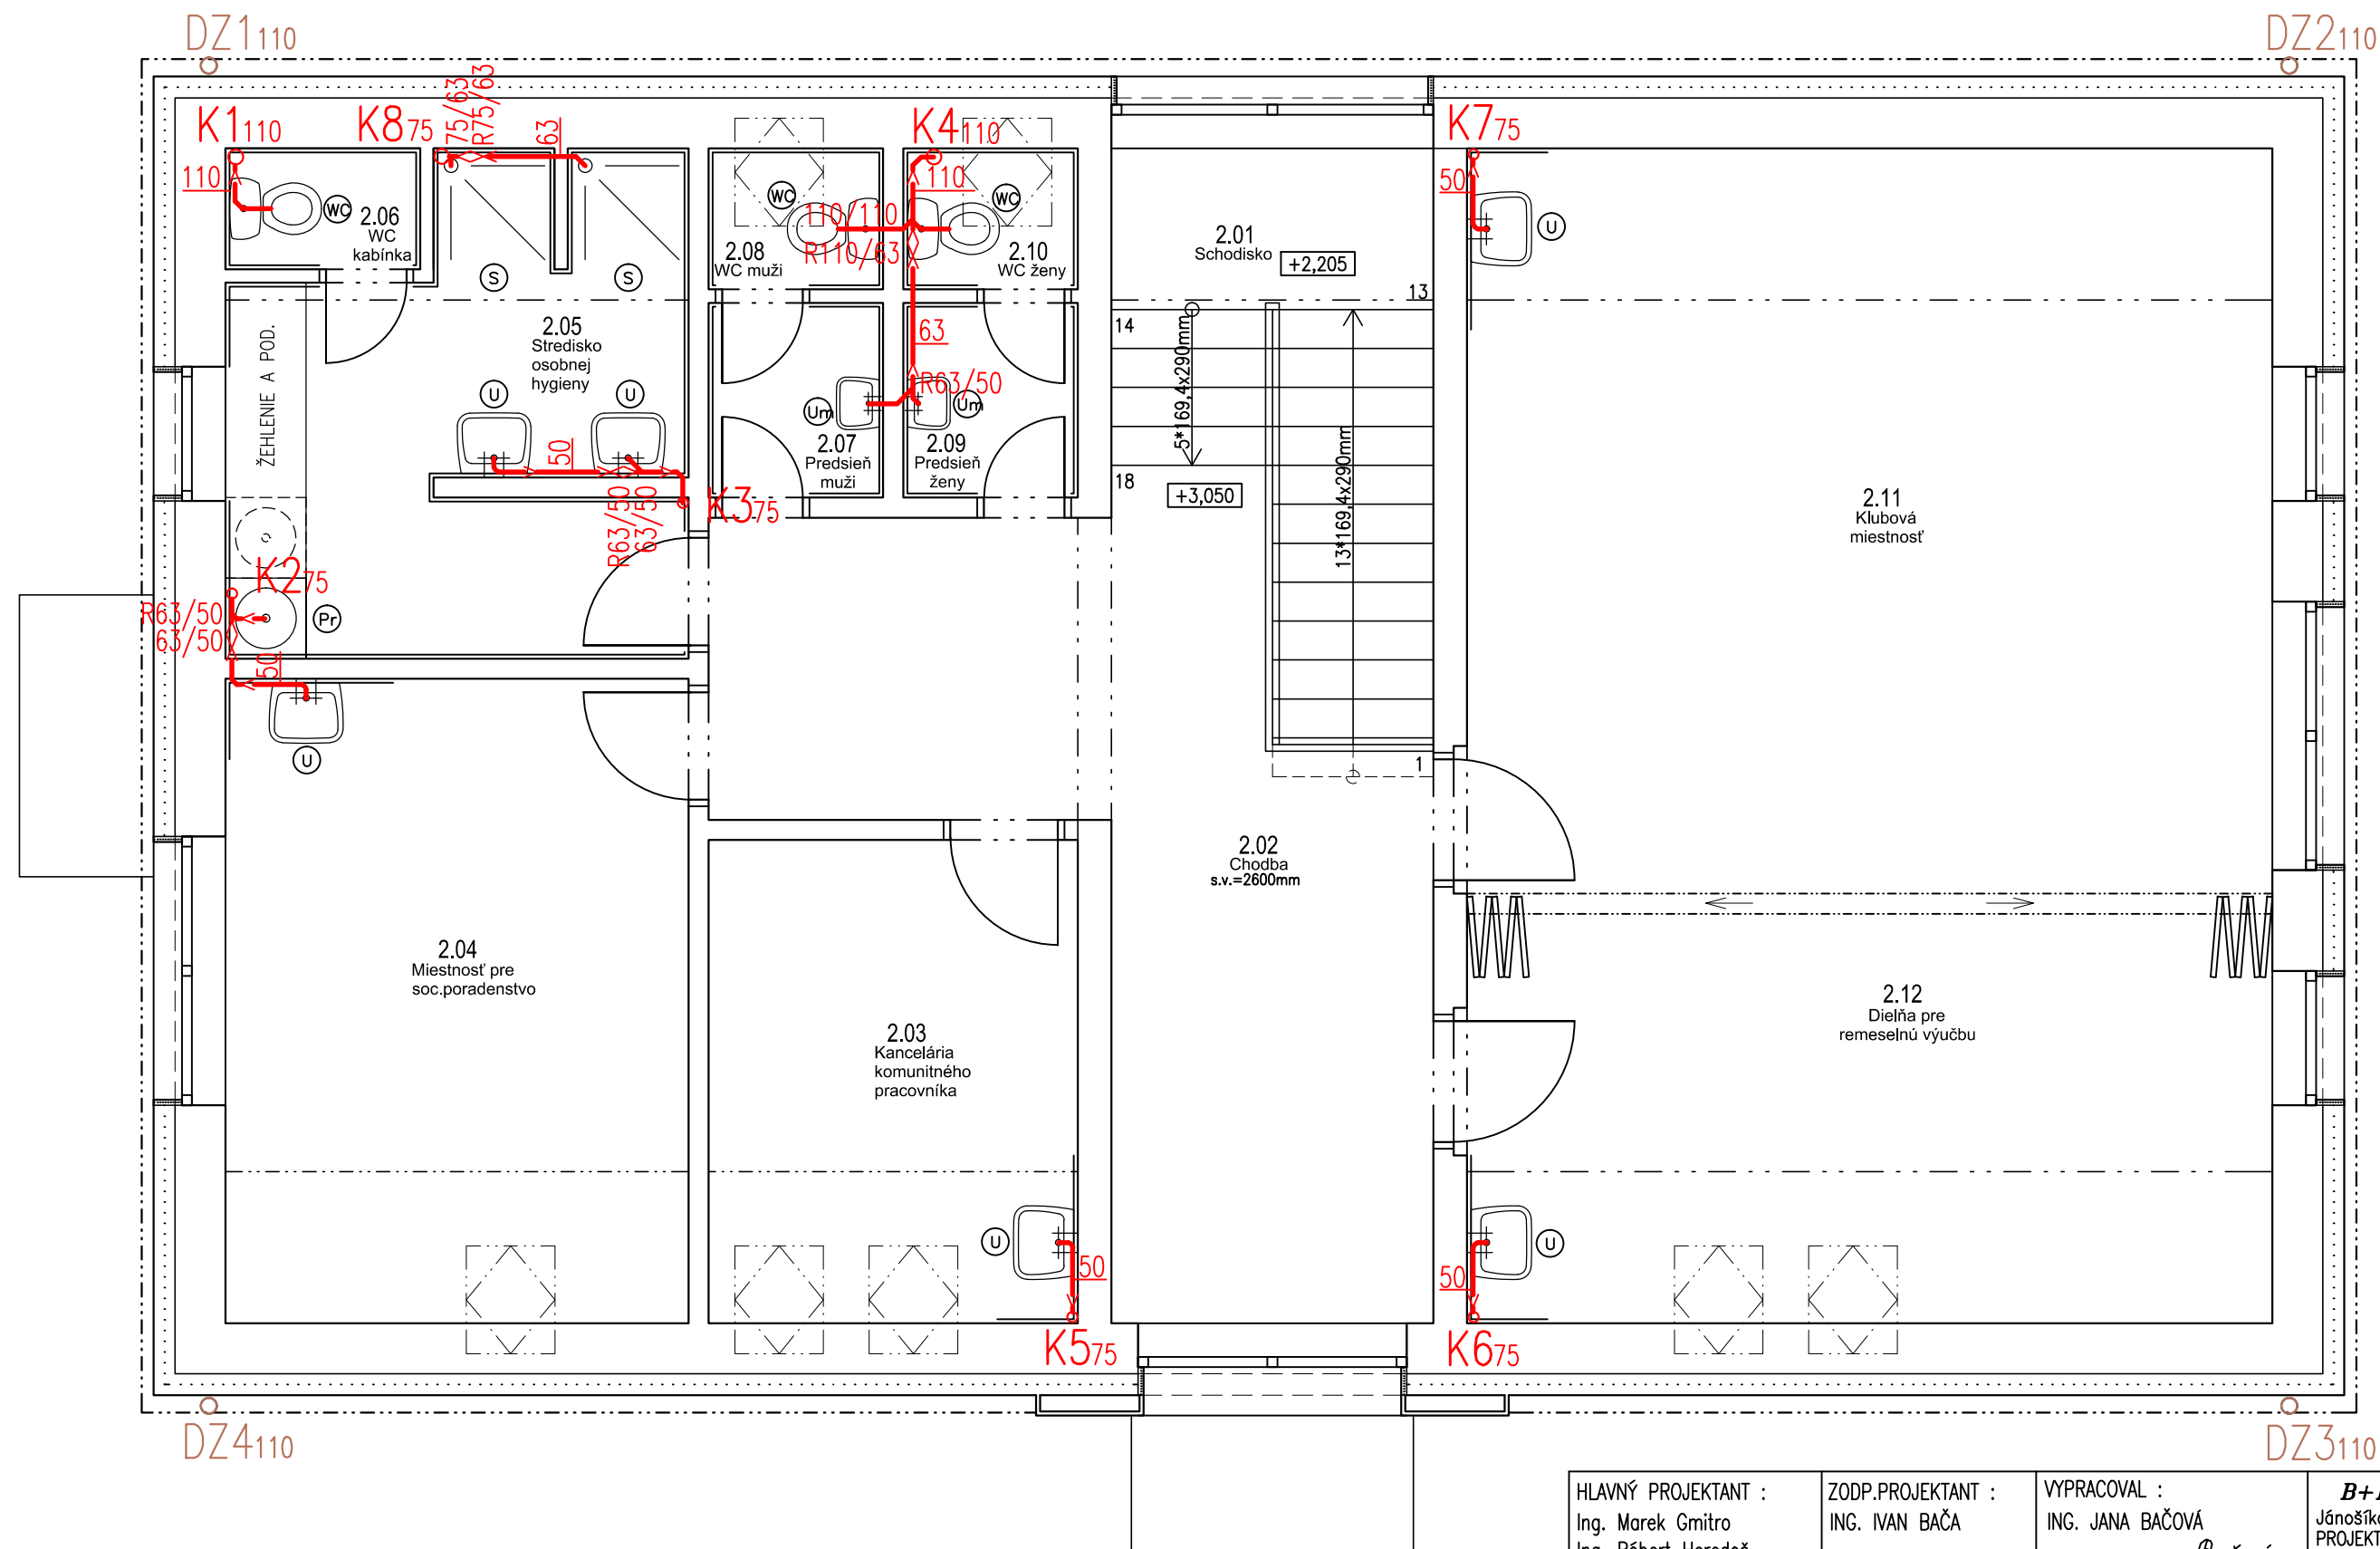 DZ1110
DZ2110
K1110
K875
75/63
R75/63
63
K4110
K775
110
WC
2.06
WC
kabínka
S
S
2.05
Stredisko
osobnej
hygieny
U
U
50
R63/50
63/50
K375
ŽEHLENIE A POD.
K275
R63/50
63/50
50
Pr
U
WC
110/110
R110/63
2.08
WC muži
110
WC
2.10
WC ženy
63
R63/50
Um
Um
2.07
Predsieň
muži
2.09
Predsieň
ženy
2.01
Schodisko
+2,205
13
14
18
5*169,4x290mm
13*169,4x290mm
+3,050
1
50
U
2.11
Klubová
miestnosť
2.02
Chodba
s.v.=2600mm
2.04
Miestnosť pre
soc.poradenstvo
2.03
Kancelária
komunitného
pracovníka
2.12
Dielňa pre
remeselnú výučbu
U
50
K575
50
U
K675
DZ4110
DZ3110
HLAVNÝ PROJEKTANT :
Ing. Marek Gmitro
ZODP.PROJEKTANT :
ING. IVAN BAČA
VYPRACOVAL :
ING. JANA BAČOVÁ